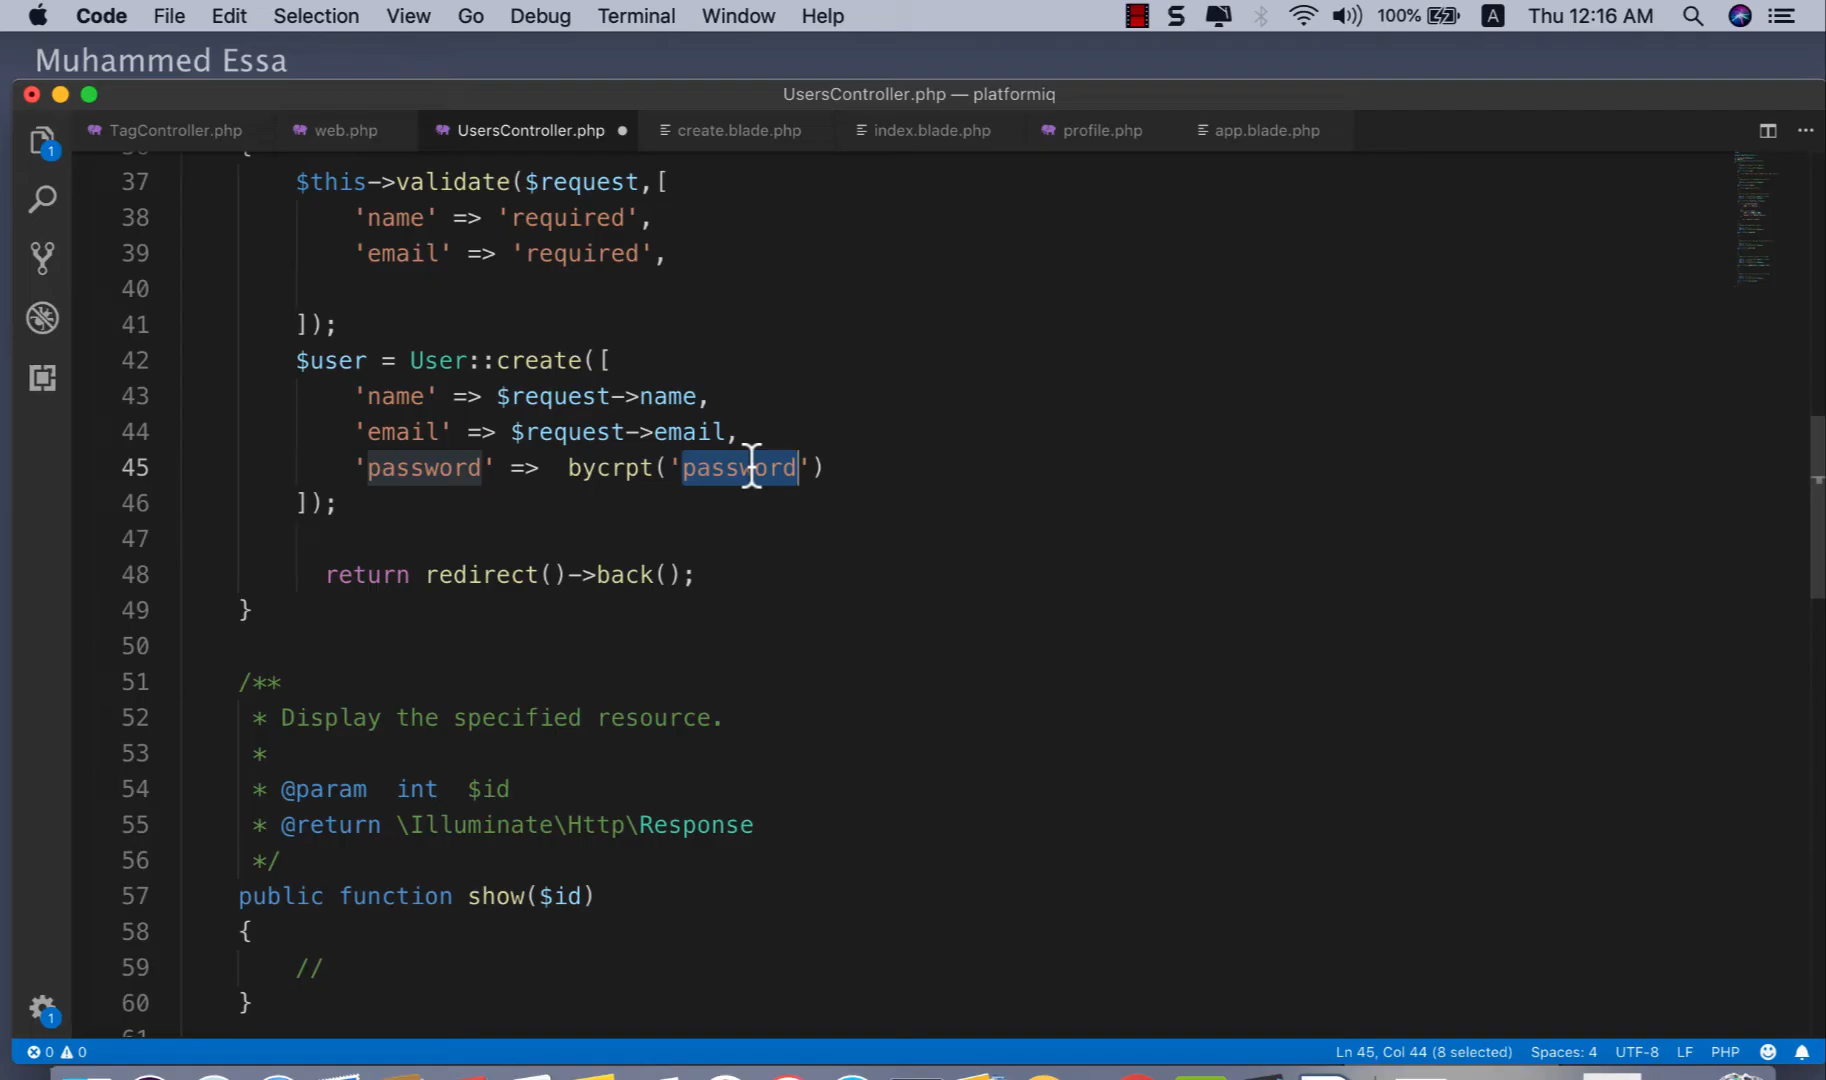 Code File Edit Selection View Go Debug Terminal Window Help 100% A Thu 12:16 AM
Muhammed Essa
UsersController.php — platformiq
TagController.php web.php UsersController.php create.blade.php index.blade.php profile.php app.blade.php
{
37 $this->validate($request,[
38 'name' => 'required',
39 'email' => 'required',
40
41 ]);
42 $user = User::create([
43 'name' => $request->name,
44 'email' => $request->email,
45 'password' => bycrpt('password')
46 ]);
47
48 return redirect()->back();
49 }
50
51 /**
52 * Display the specified resource.
53 *
54 * @param int $id
55 * @return \Illuminate\Http\Response
56 */
57 public function show($id)
58 {
59 //
60 }
1
1
0 0 Ln 45, Col 44 (8 selected) Spaces: 4 UTF-8 LF PHP